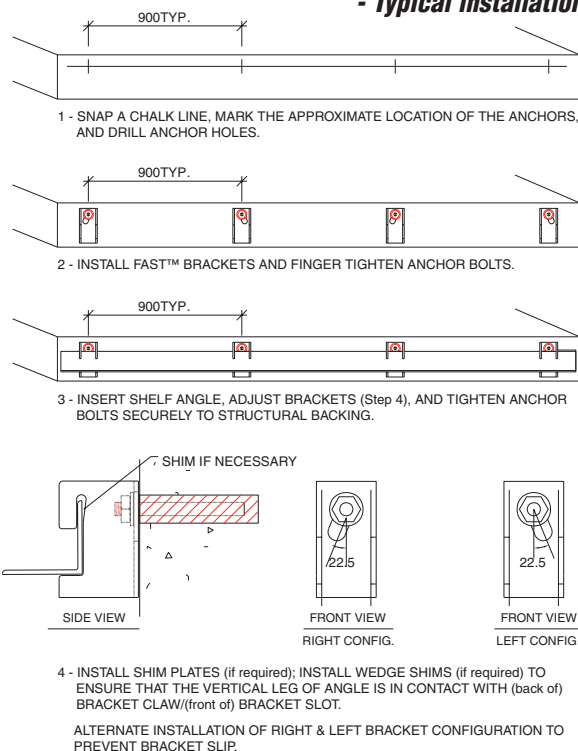 - Typical Installation
900TYP.
1 - SNAP A CHALK LINE, MARK THE APPROXIMATE LOCATION OF THE ANCHORS,
AND DRILL ANCHOR HOLES.
900TYP.
2 - INSTALL FAST™ BRACKETS AND FINGER TIGHTEN ANCHOR BOLTS.
900TYP.
3 - INSERT SHELF ANGLE, ADJUST BRACKETS (Step 4), AND TIGHTEN ANCHOR
BOLTS SECURELY TO STRUCTURAL BACKING.
SHIM IF NECESSARY
22.5
22.5
SIDE VIEW
FRONT VIEW
FRONT VIEW
RIGHT CONFIG.
LEFT CONFIG.
4 - INSTALL SHIM PLATES (if required); INSTALL WEDGE SHIMS (if required) TO
ENSURE THAT THE VERTICAL LEG OF ANGLE IS IN CONTACT WITH (back of)
BRACKET CLAW/(front of) BRACKET SLOT.
ALTERNATE INSTALLATION OF RIGHT & LEFT BRACKET CONFIGURATION TO
PREVENT BRACKET SLIP.